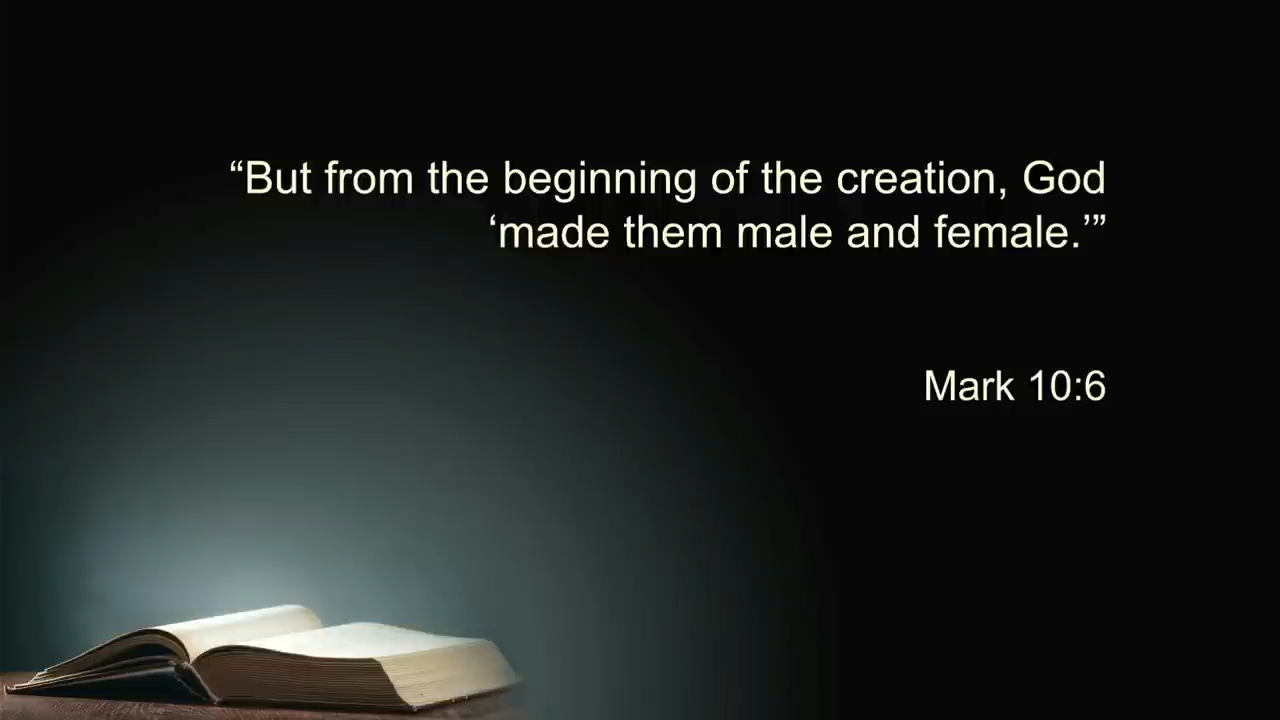 “But from the beginning of the creation, God
‘made them male and female.’”
Mark 10:6